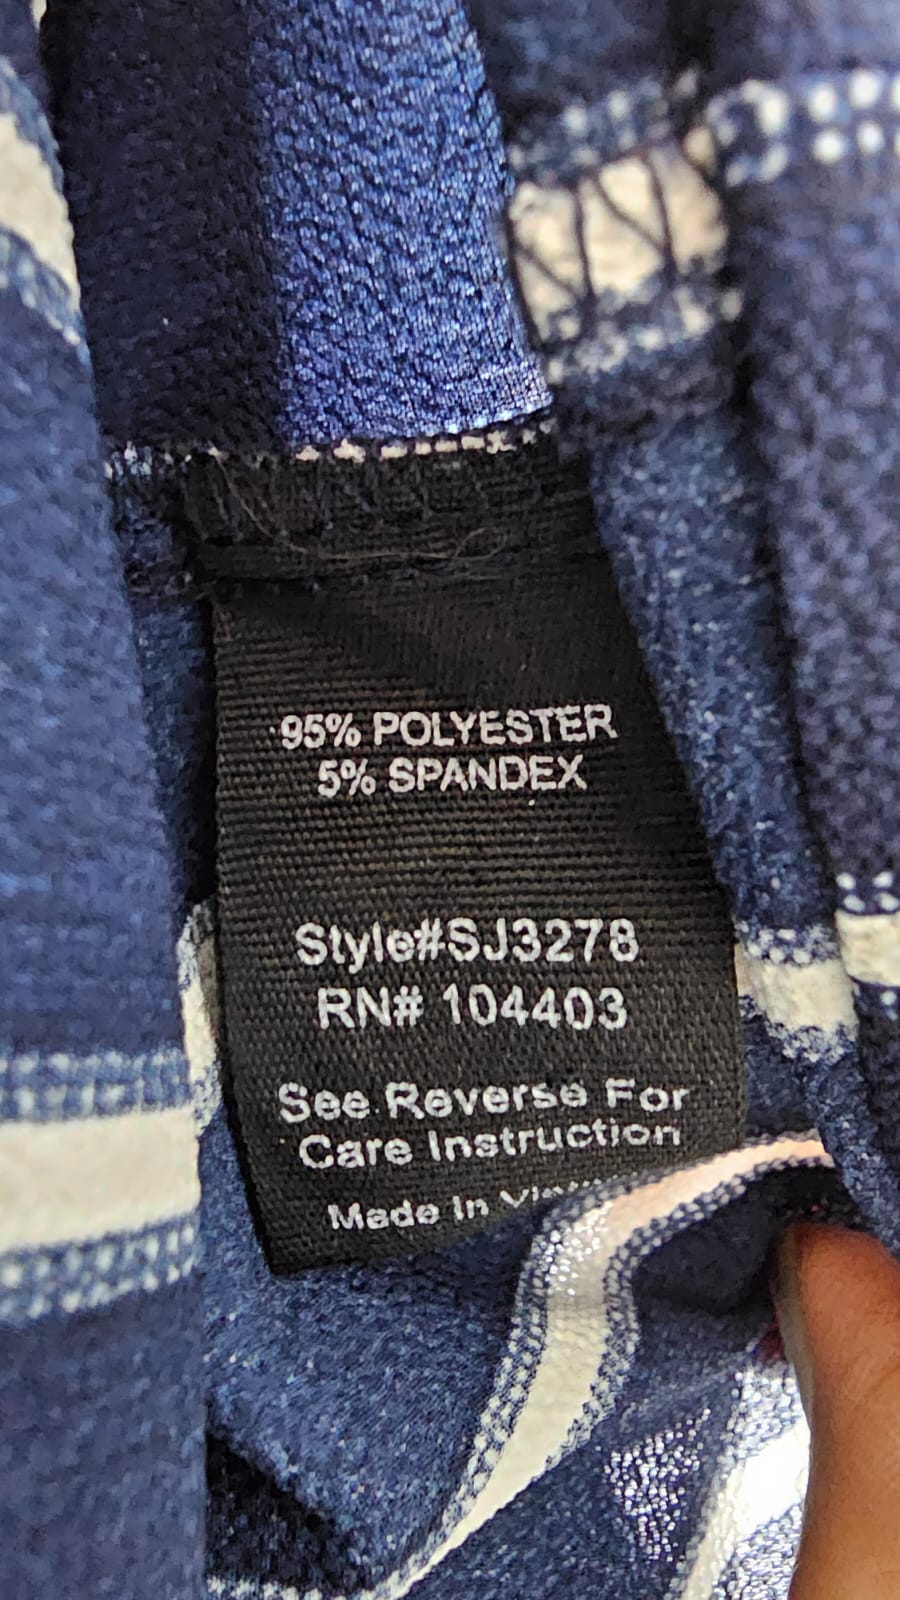 95% POLYESTER
5% SPANDEX
Style#SJ3278
RN# 104403
See Reverse For
Care Instruction
Made In